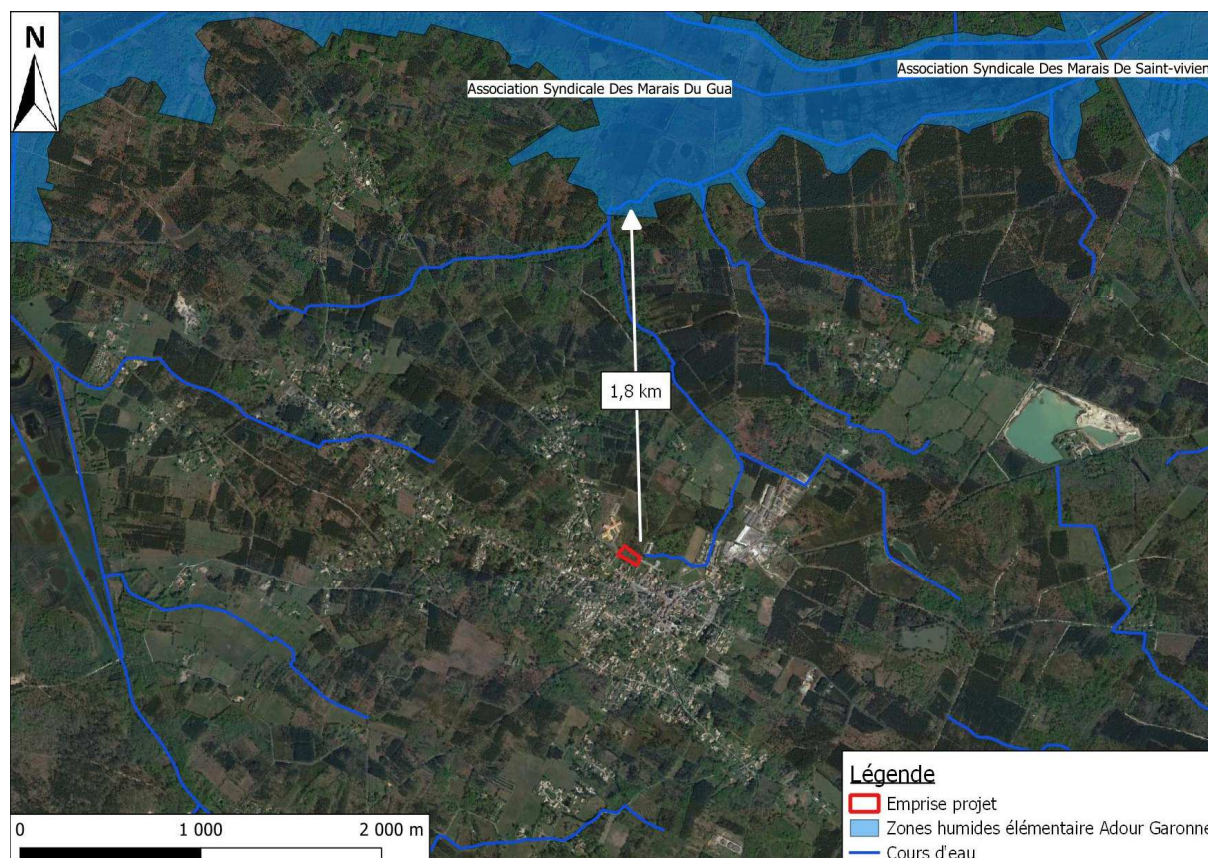 N
Association Syndicale Des Marais De Saint-vivien
Association Syndicale Des Marais Du Gua
1,8 km
Légende
Emprise projet
Zones humides élémentaire Adour Garonne
Cours d'eau
0 1 000 2 000 m